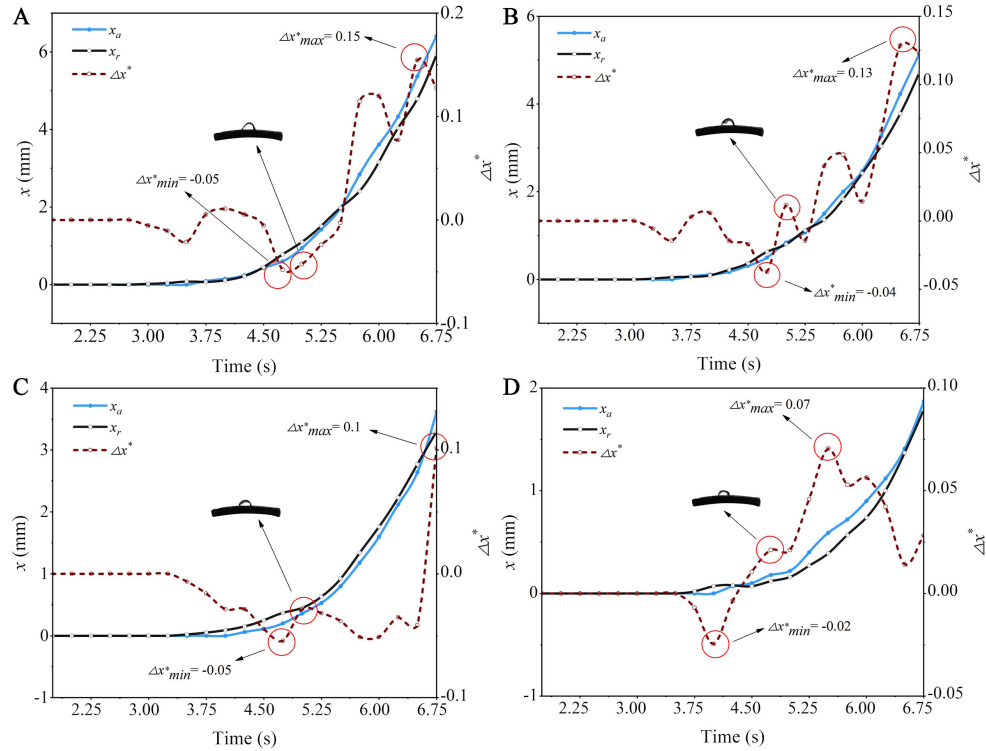 A
x_a
x_r
Δx*
Δx*max= 0.15
Δx*min= -0.05
x (mm)
6
4
2
0
0.2
0.1
0.0
-0.1
Δx*
2.25 3.00 3.75 4.50 5.25 6.00 6.75
Time (s)
B
x_a
x_r
Δx*
Δx*max= 0.13
Δx*min= -0.04
x (mm)
6
4
2
0
0.15
0.10
0.05
0.00
-0.05
Δx*
2.25 3.00 3.75 4.50 5.25 6.00 6.75
Time (s)
C
x_a
x_r
Δx*
Δx*max= 0.1
Δx*min= -0.05
x (mm)
4
3
2
1
0
-1
0.1
0.0
-0.1
Δx*
2.25 3.00 3.75 4.50 5.25 6.00 6.75
Time (s)
D
x_a
x_r
Δx*
Δx*max= 0.07
Δx*min= -0.02
x (mm)
2
1
0
-1
0.10
0.05
0.00
-0.05
Δx*
2.25 3.00 3.75 4.50 5.25 6.00 6.75
Time (s)